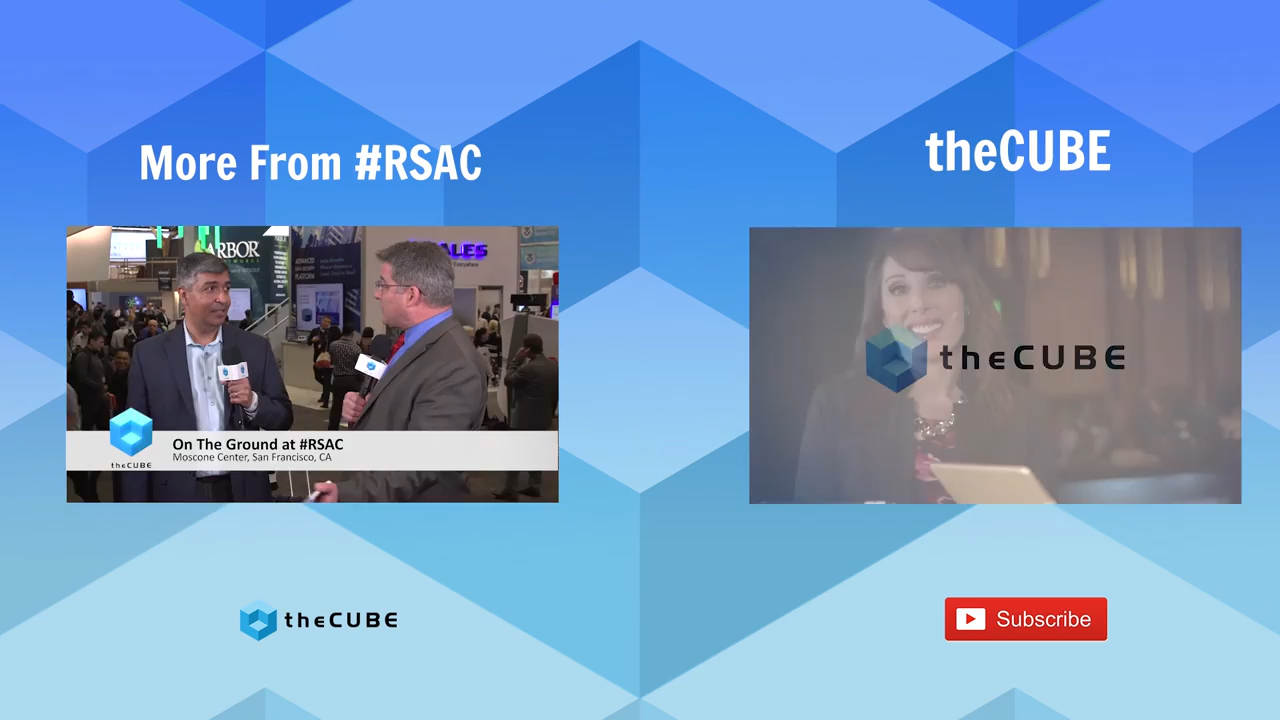 More From #RSAC
theCUBE
ARBOR
ALES
theCUBE
On The Ground at #RSAC
Moscone Center, San Francisco, CA
theCUBE
theCUBE
Subscribe